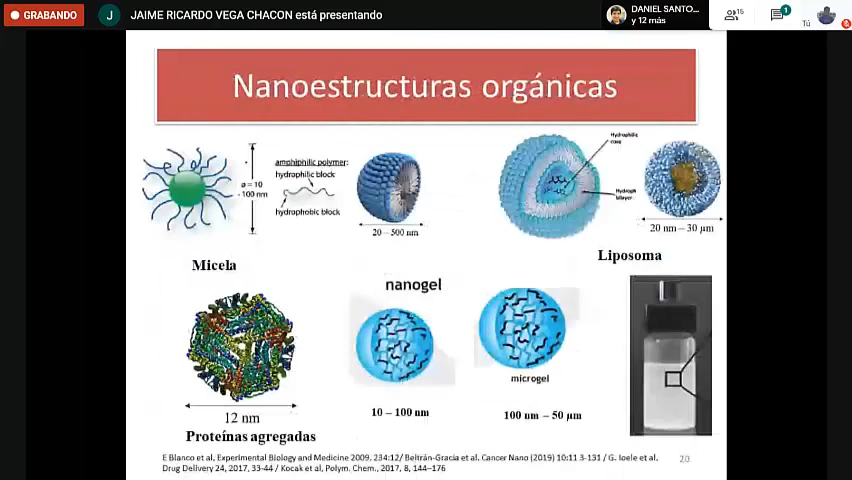 GRABANDO
J
JAIME RICARDO VEGA CHACON está presentando
DANIEL SANTO...
y 12 más
15
1
Tú
Nanoestructuras orgánicas
ø = 10
- 100 nm
amphiphilic polymer:
hydrophilic block
hydrophobic block
20 – 500 nm
Hydrophilic
core
bilayer
20 nm – 30 µm
Micela
Liposoma
nanogel
microgel
12 nm
10 – 100 nm
100 nm – 50 µm
Proteínas agregadas
E Blanco et al, Experimental Biology and Medicine 2009, 234:12/ Beltrán-Gracia et al. Cancer Nano (2019) 10:11 3-131 / G. Ioele et al.
Drug Delivery 24, 2017, 33-44 / Kocak et al, Polym. Chem., 2017, 8, 144–176
20